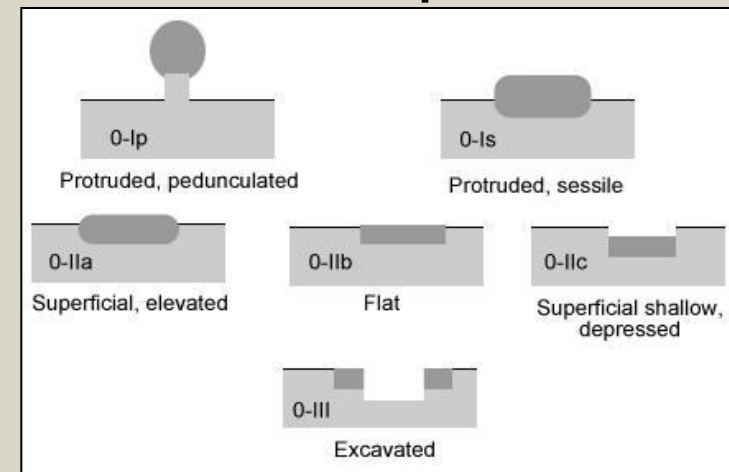 0-Ip
Protruded, pedunculated
0-Is
Protruded, sessile
0-IIa
Superficial, elevated
0-IIb
Flat
0-IIc
Superficial shallow,
depressed
0-III
Excavated